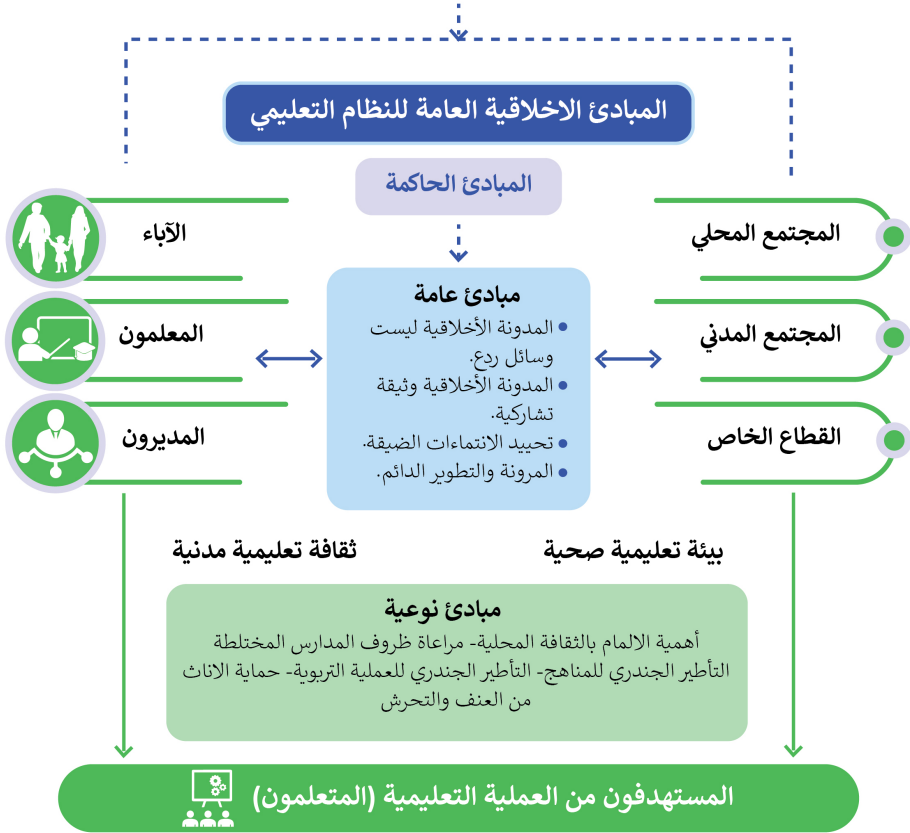 المبادئ الاخلاقية العامة للنظام التعليمي
المبادئ الحاكمة
المجتمع المحلي
المجتمع المدني
القطاع الخاص
مبادئ عامة
• المدونة الأخلاقية ليست
وسائل ردع.
• المدونة الأخلاقية وثيقة
تشاركية.
• تحييد الانتماءات الضيقة.
• المرونة والتطوير الدائم.
الآباء
المعلمون
المديرون
بيئة تعليمية صحية
ثقافة تعليمية مدنية
مبادئ نوعية
أهمية الالمام بالثقافة المحلية- مراعاة ظروف المدارس المختلطة
التأطير الجندري للمناهج- التأطير الجندري للعملية التربوية- حماية الاناث
من العنف والتحرش
المستهدفون من العملية التعليمية (المتعلمون)